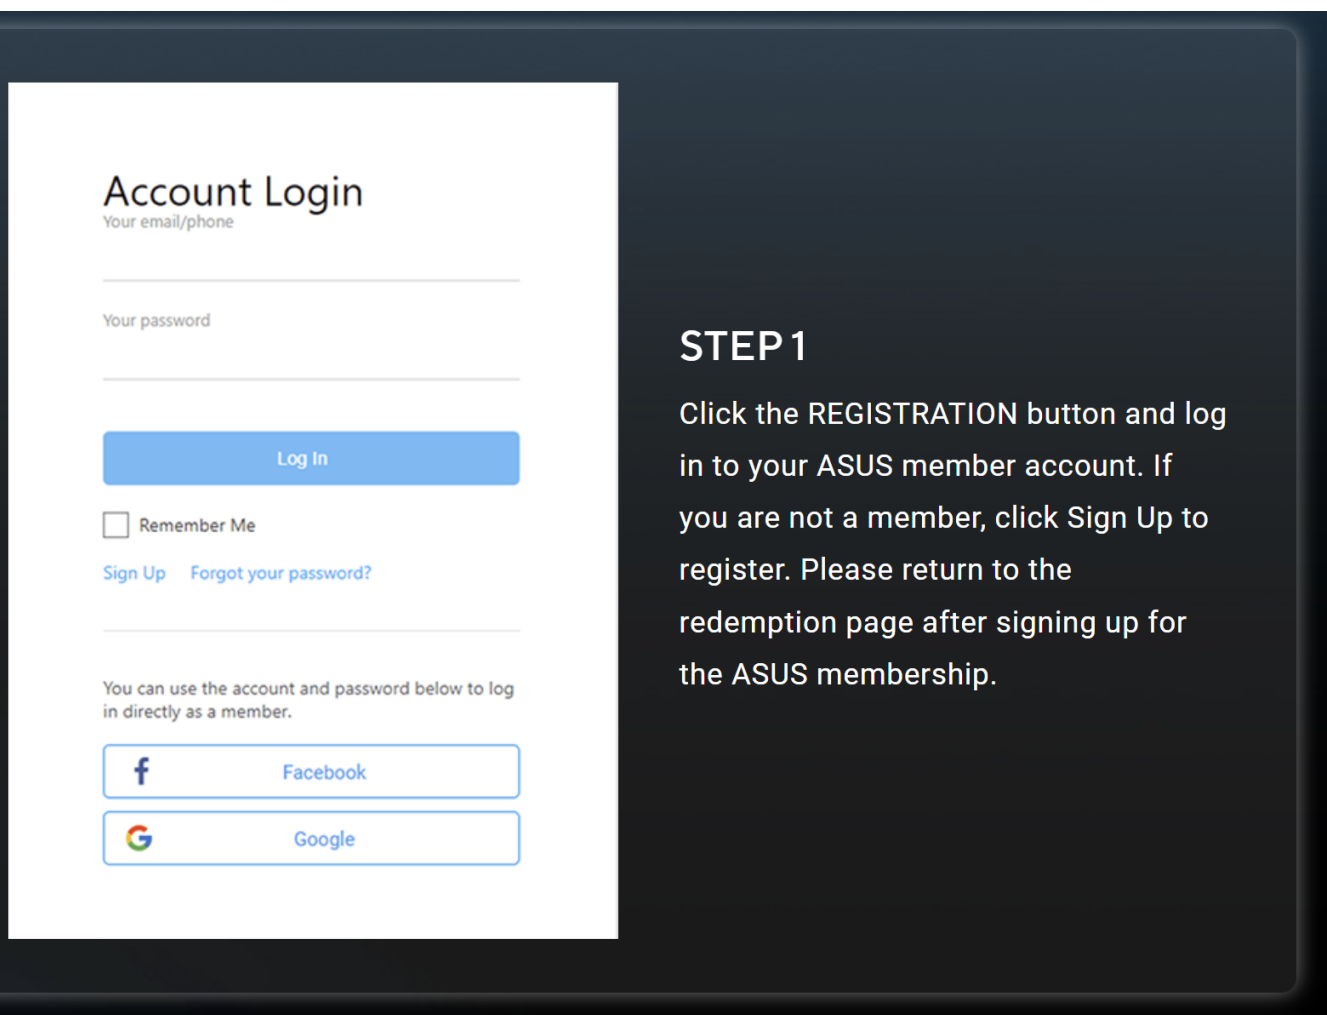 Account Login
Your email/phone
Your password
Log In
Remember Me
Sign Up Forgot your password?
You can use the account and password below to log
in directly as a member.
Facebook
Google
STEP 1
Click the REGISTRATION button and log
in to your ASUS member account. If
you are not a member, click Sign Up to
register. Please return to the
redemption page after signing up for
the ASUS membership.